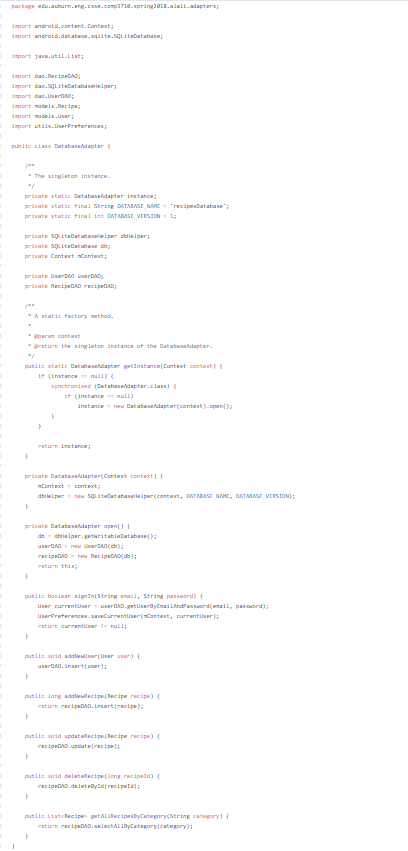 package edu.auburn.eng.csse.comp3710.spring2018.alali.adapters;
import android.content.Context;
import android.database.sqlite.SQLiteDatabase;
import java.util.List;
import dao.RecipeDAO;
import dao.SQLiteDatabaseHelper;
import dao.UserDAO;
import models.Recipe;
import models.User;
import utils.UserPreferences;
public class DatabaseAdapter {
/**
* The singleton instance.
*/
private static DatabaseAdapter instance;
private static final String DATABASE_NAME = "recipesDatabase";
private static final int DATABASE_VERSION = 1;
private SQLiteDatabaseHelper dbHelper;
private SQLiteDatabase db;
private Context mContext;
private UserDAO userDAO;
private RecipeDAO recipeDAO;
/**
* A static factory method.
*
* @param context
* @return the singleton instance of the DatabaseAdapter.
*/
public static DatabaseAdapter getInstance(Context context) {
if (instance == null) {
synchronized (DatabaseAdapter.class) {
if (instance == null)
instance = new DatabaseAdapter(context).open();
}
}
return instance;
}
private DatabaseAdapter(Context context) {
mContext = context;
dbHelper = new SQLiteDatabaseHelper(context, DATABASE_NAME, DATABASE_VERSION);
}
private DatabaseAdapter open() {
db = dbHelper.getWritableDatabase();
userDAO = new UserDAO(db);
recipeDAO = new RecipeDAO(db);
return this;
}
public boolean signIn(String email, String password) {
User currentUser = userDAO.getUserByEmailAndPassword(email, password);
UserPreferences.saveCurrentUser(mContext, currentUser);
return currentUser != null;
}
public void addNewUser(User user) {
userDAO.insert(user);
}
public long addNewRecipe(Recipe recipe) {
return recipeDAO.insert(recipe);
}
public void updateRecipe(Recipe recipe) {
recipeDAO.update(recipe);
}
public void deleteRecipe(long recipeId) {
recipeDAO.deleteById(recipeId);
}
public List<Recipe> getAllRecipesByCategory(String category) {
return recipeDAO.selectAllByCategory(category);
}
}